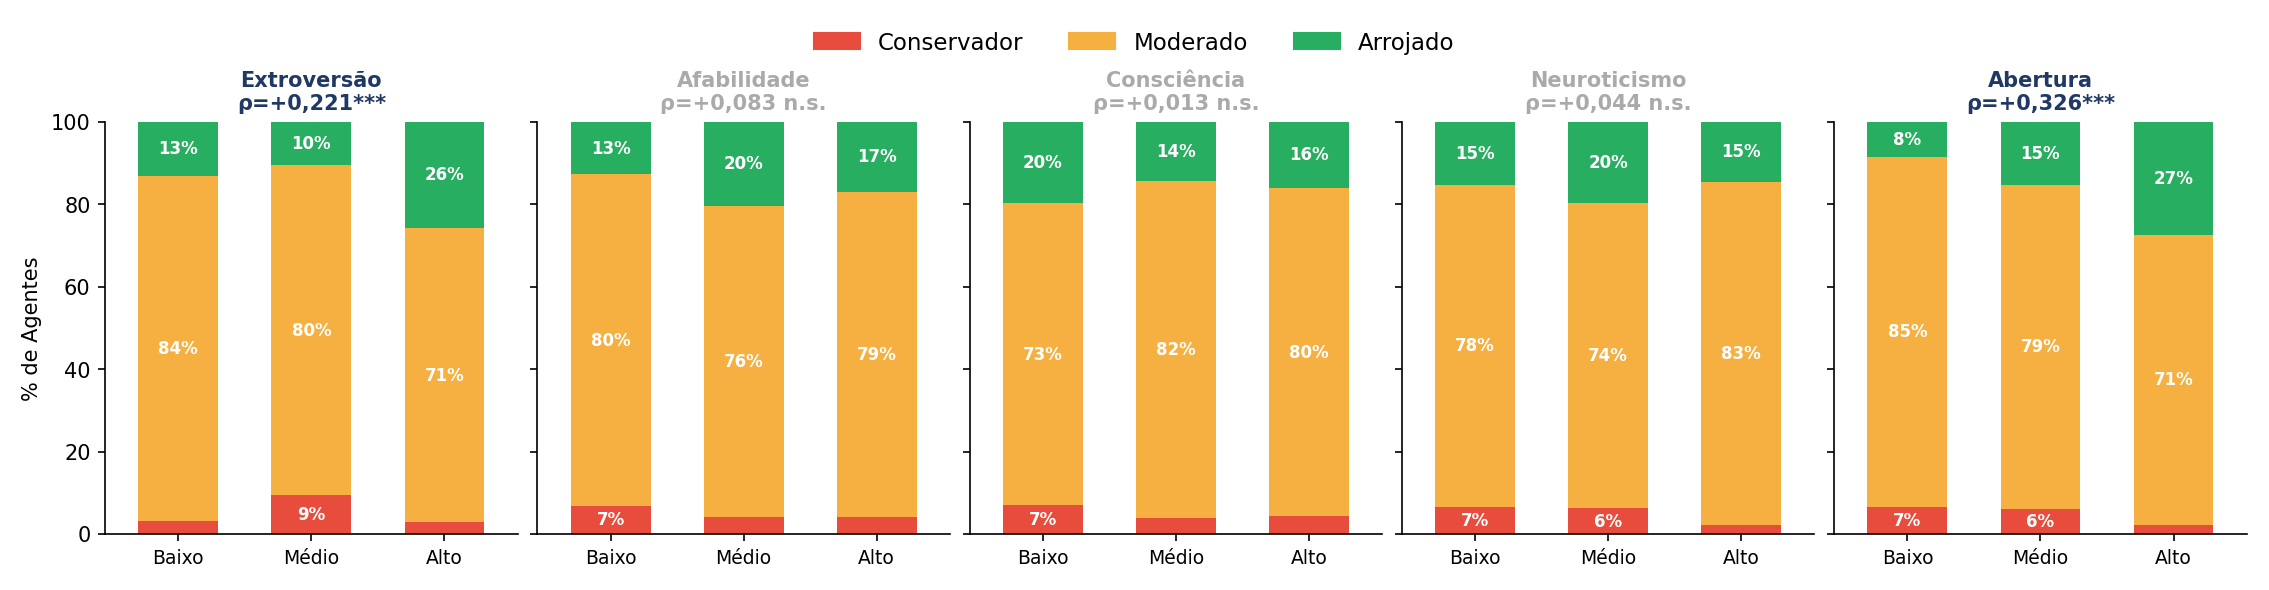 Conservador Moderado Arrojado
Extroversão
ρ=+0,221***
Afabilidade
ρ=+0,083 n.s.
Consciência
ρ=+0,013 n.s.
Neuroticismo
ρ=+0,044 n.s.
Abertura
ρ=+0,326***
% de Agentes
100
80
60
40
20
0
13%
84%
10%
80%
9%
26%
71%
Baixo Médio Alto
13%
80%
7%
20%
76%
17%
79%
Baixo Médio Alto
20%
73%
7%
14%
82%
16%
80%
Baixo Médio Alto
15%
78%
7%
20%
74%
6%
15%
83%
Baixo Médio Alto
8%
85%
7%
15%
79%
6%
27%
71%
Baixo Médio Alto